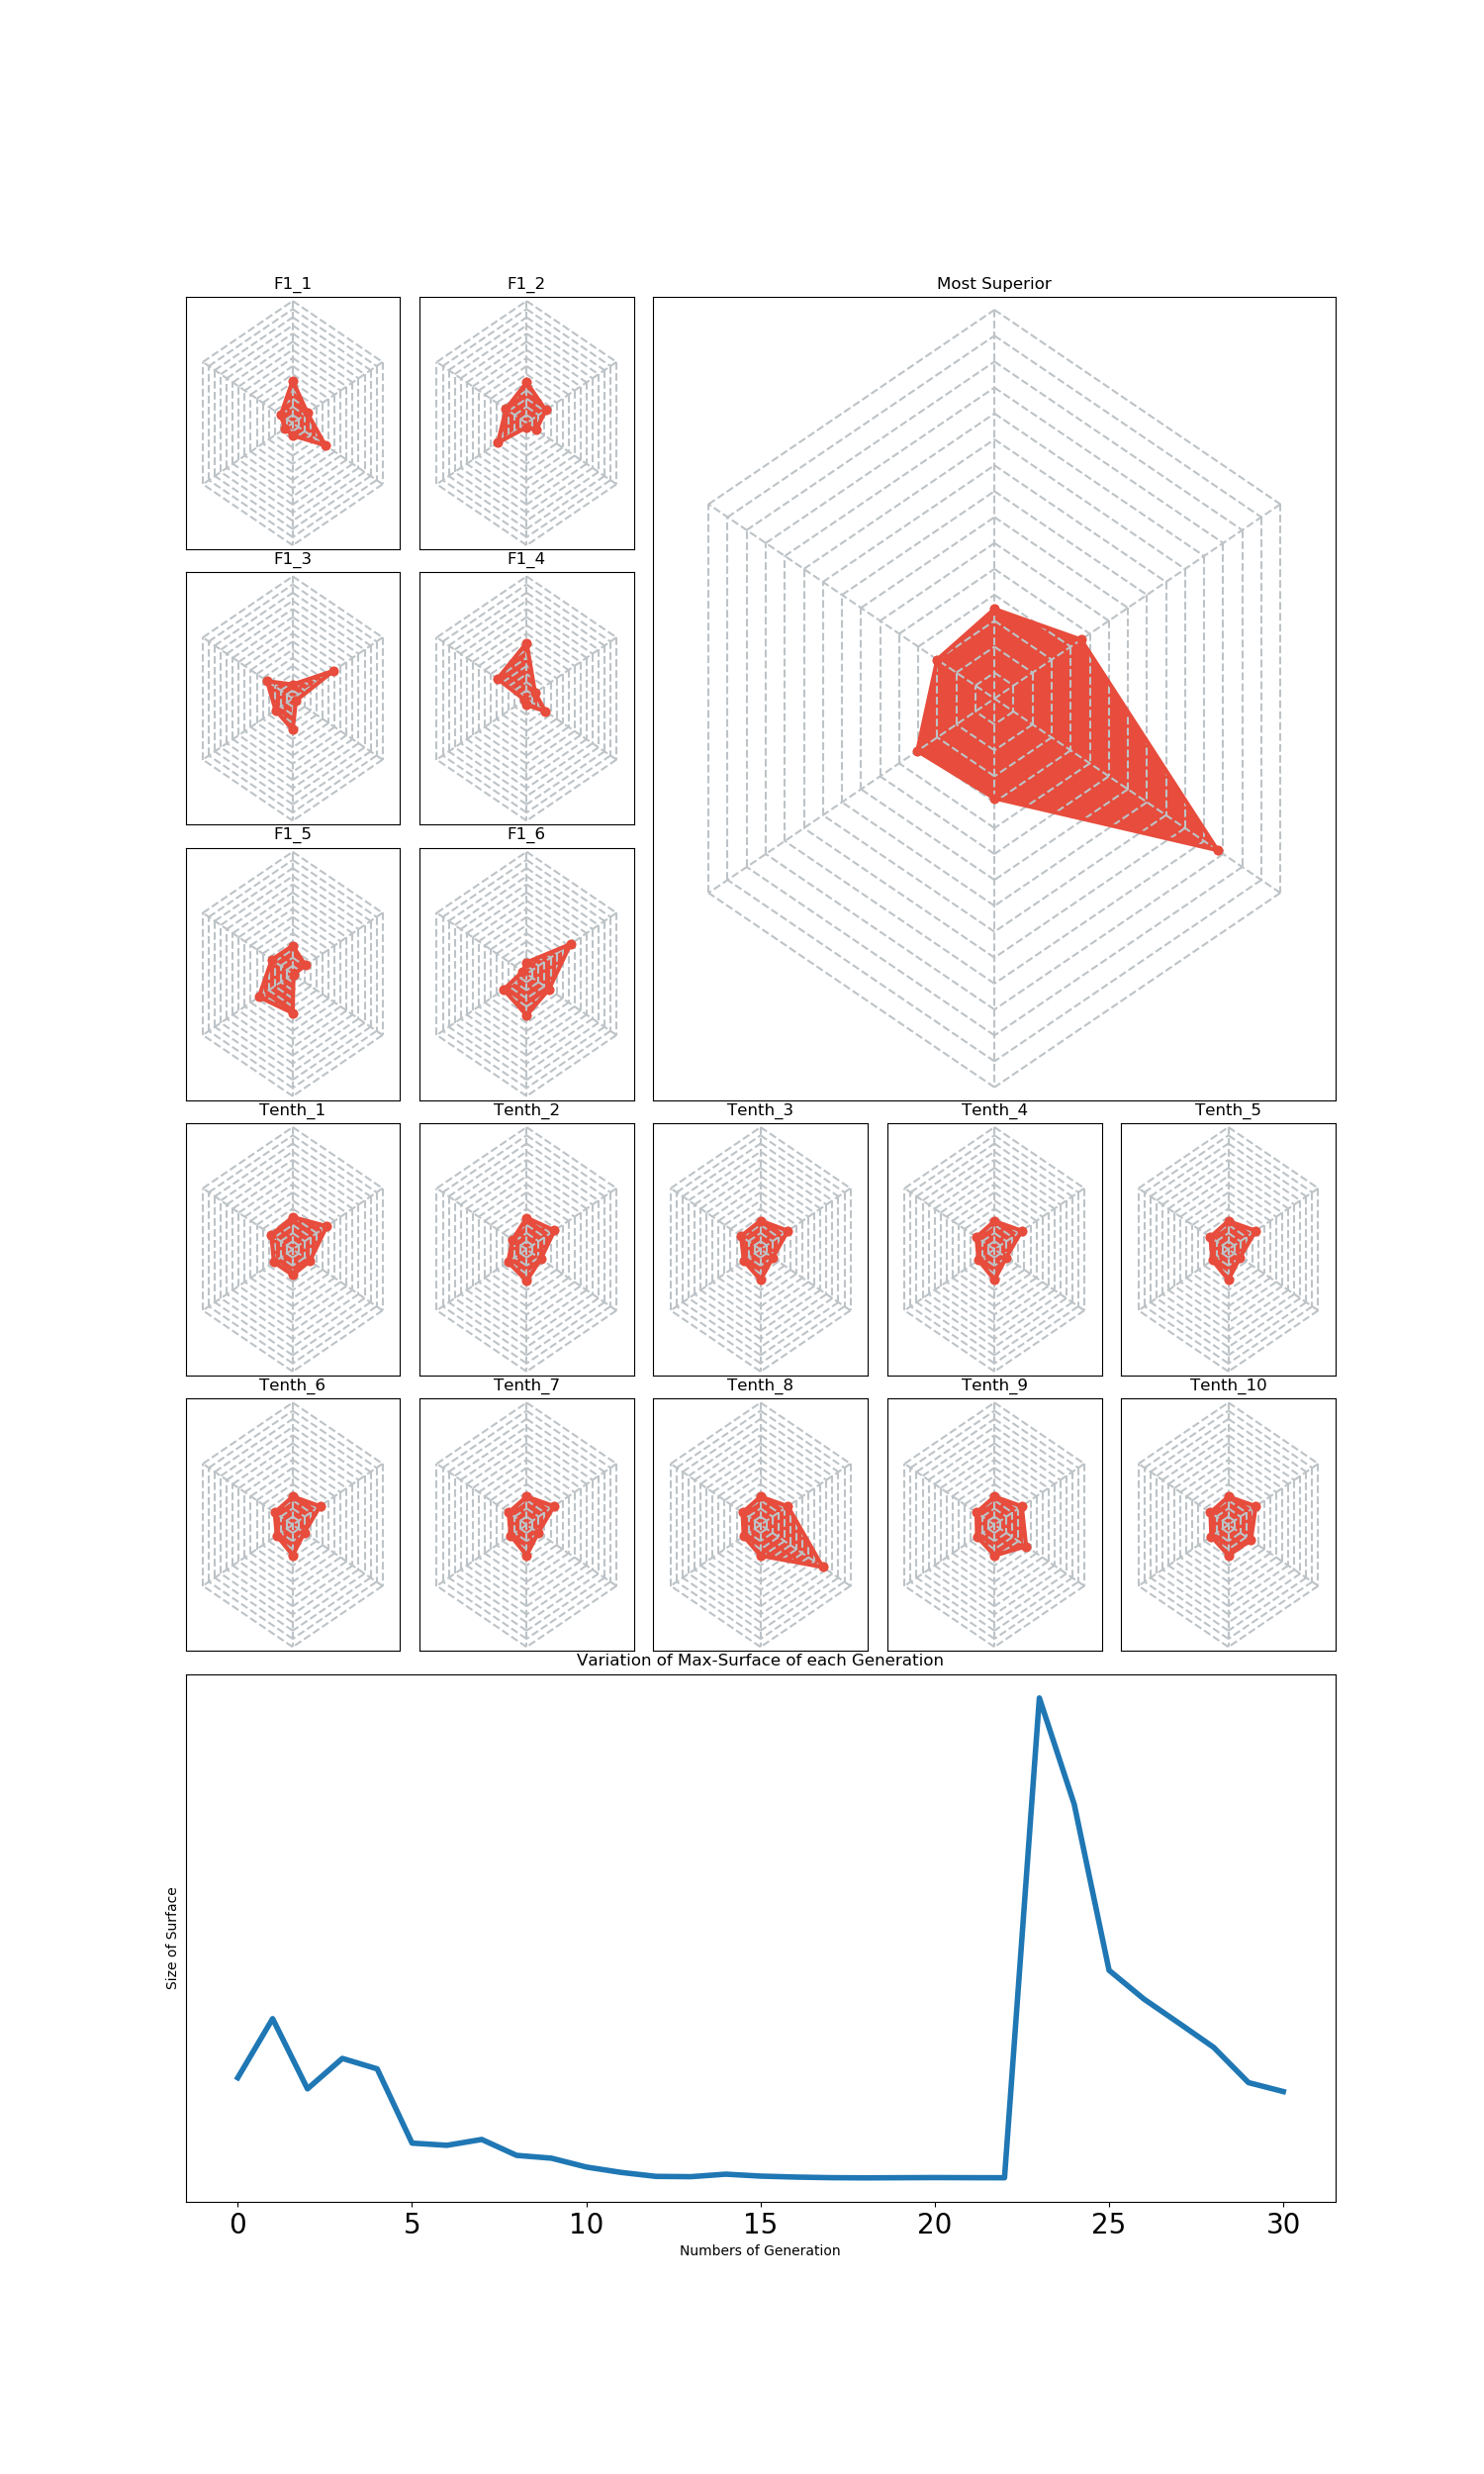 F1_1
F1_2
Most Superior
F1_3
F1_4
F1_5
F1_6
Tenth_1
Tenth_2
Tenth_3
Tenth_4
Tenth_5
Tenth_6
Tenth_7
Tenth_8
Tenth_9
Tenth_10
Variation of Max-Surface of each Generation
Size of Surface
0 5 10 15 20 25 30
Numbers of Generation